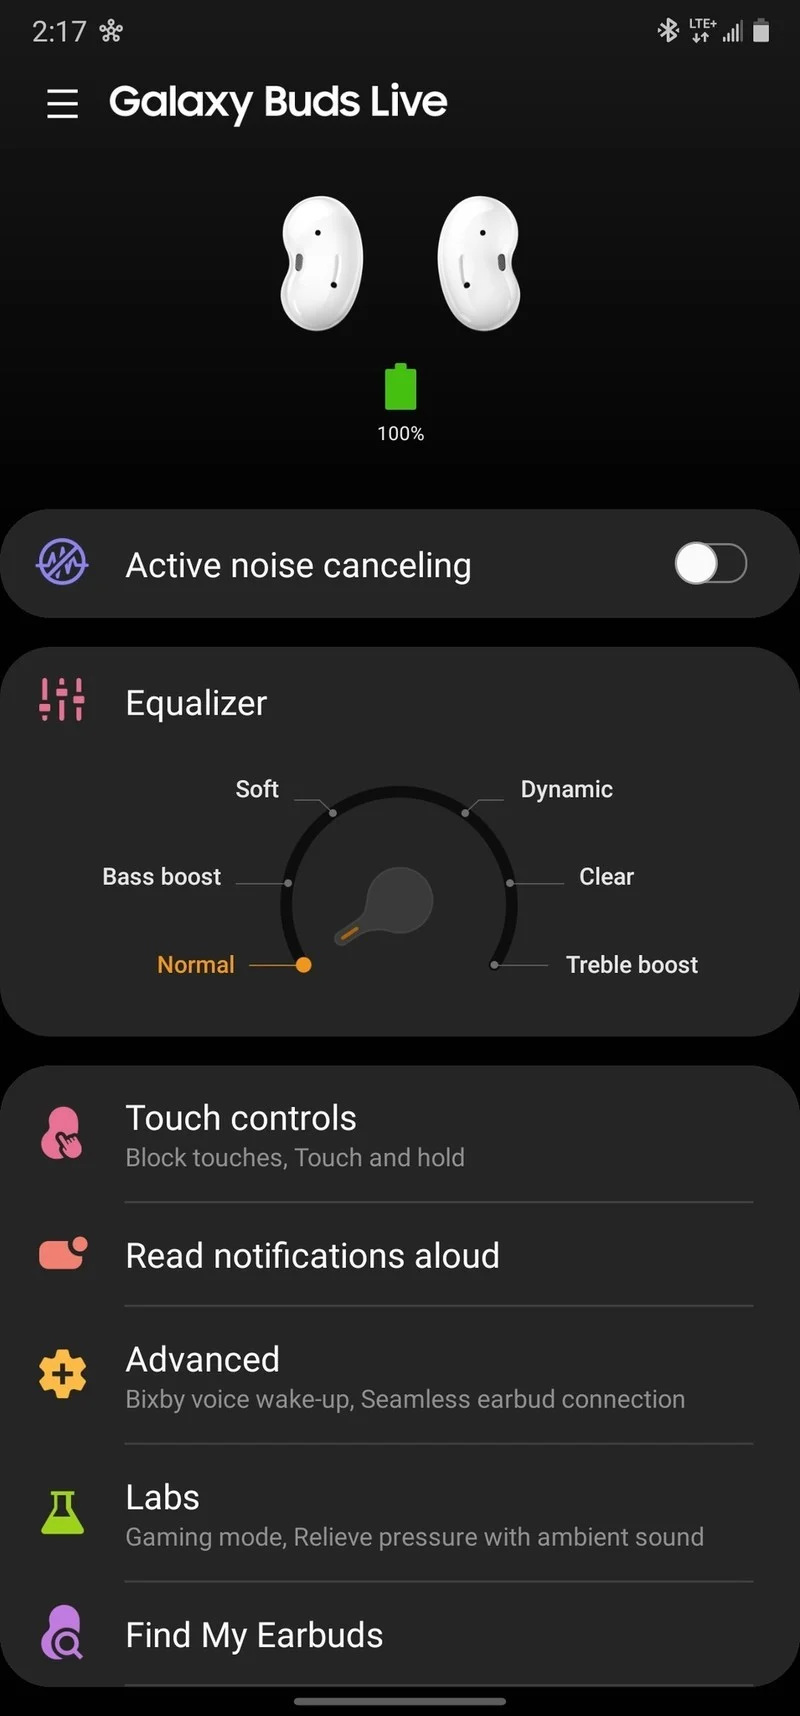 2:17 LTE+
Galaxy Buds Live
100%
Active noise canceling
Equalizer
Soft Dynamic
Bass boost Clear
Normal Treble boost
Touch controls
Block touches, Touch and hold
Read notifications aloud
Advanced
Bixby voice wake-up, Seamless earbud connection
Labs
Gaming mode, Relieve pressure with ambient sound
Find My Earbuds